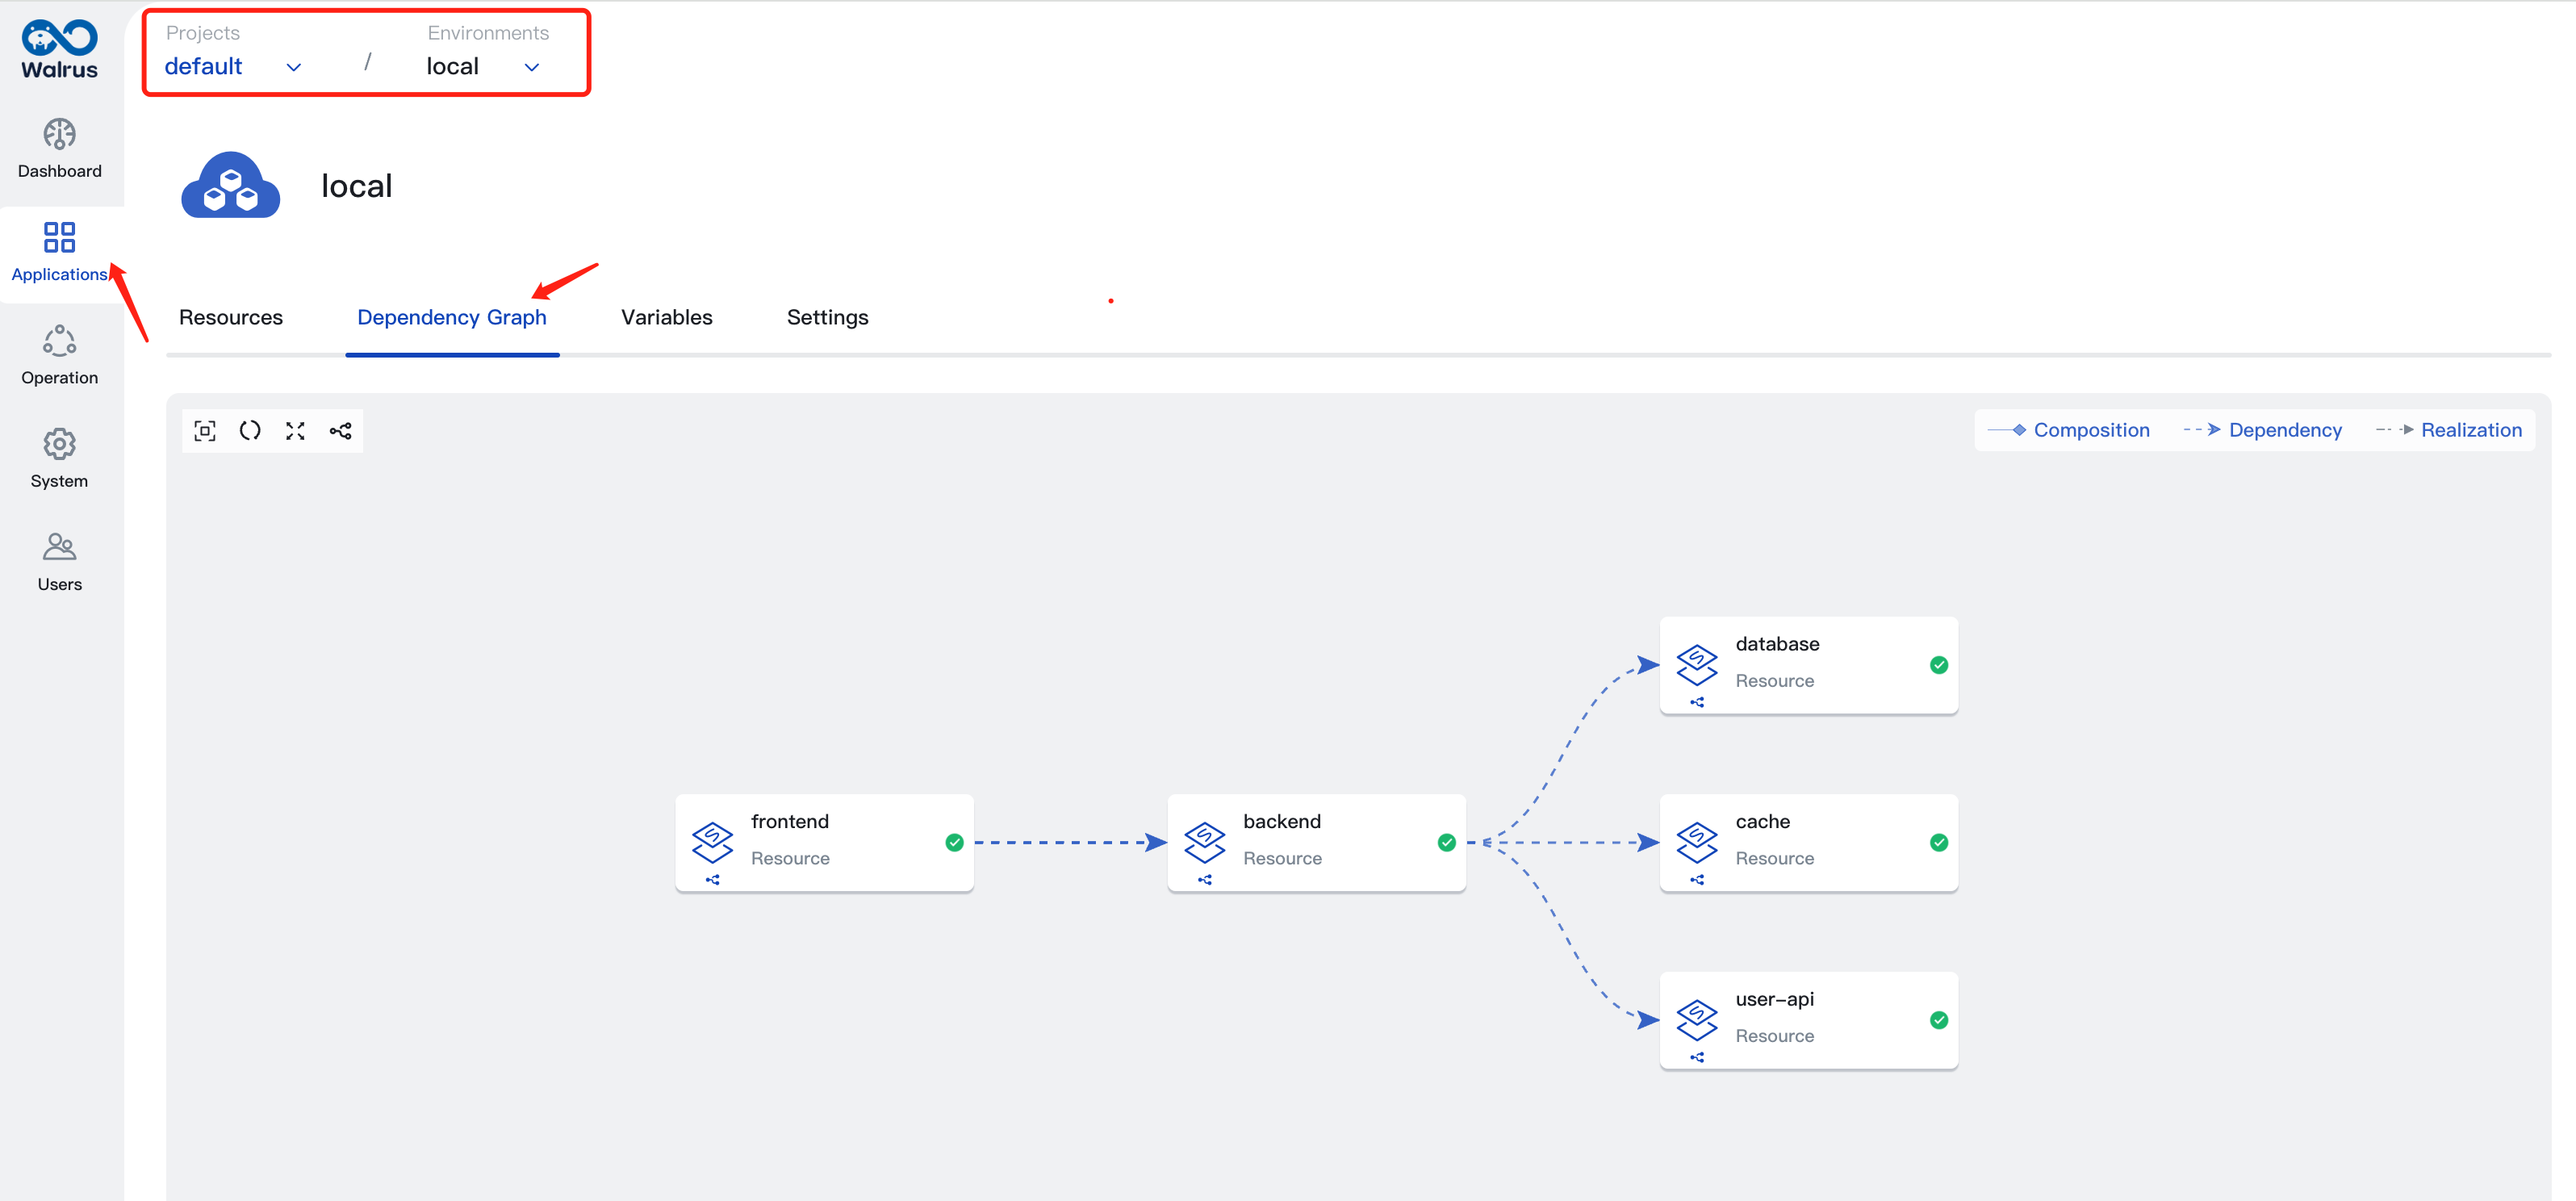 Walrus
Projects
default
/
Environments
local
Dashboard
Applications
Operation
System
Users
local
Resources
Dependency Graph
Variables
Settings
Composition
Dependency
Realization
database
Resource
frontend
Resource
backend
Resource
cache
Resource
user-api
Resource